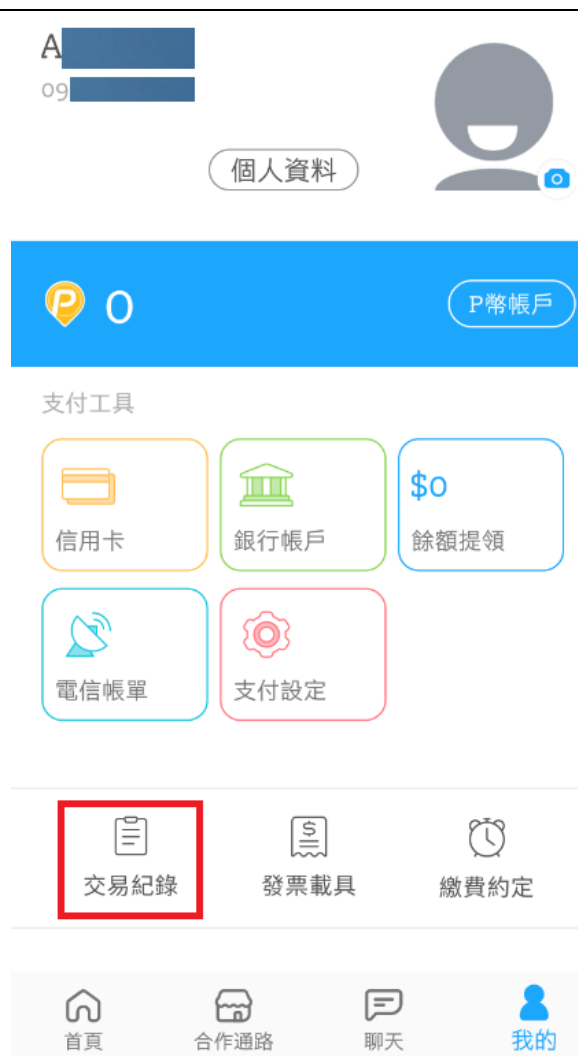 A
09
個人資料
P 0
P幣帳戶
支付工具
$0
信用卡
銀行帳戶
餘額提領
電信帳單
支付設定
$
交易紀錄
發票載具
繳費約定
首頁
合作通路
聊天
我的